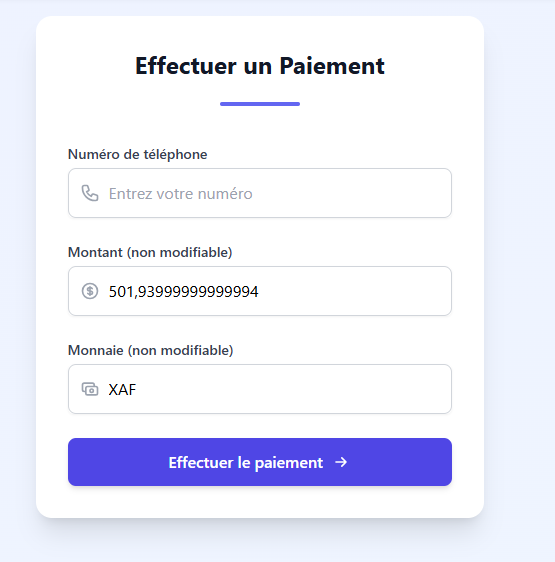 Effectuer un Paiement
Numéro de téléphone
Entrez votre numéro
Montant (non modifiable)
501,93999999999994
Monnaie (non modifiable)
XAF
Effectuer le paiement →